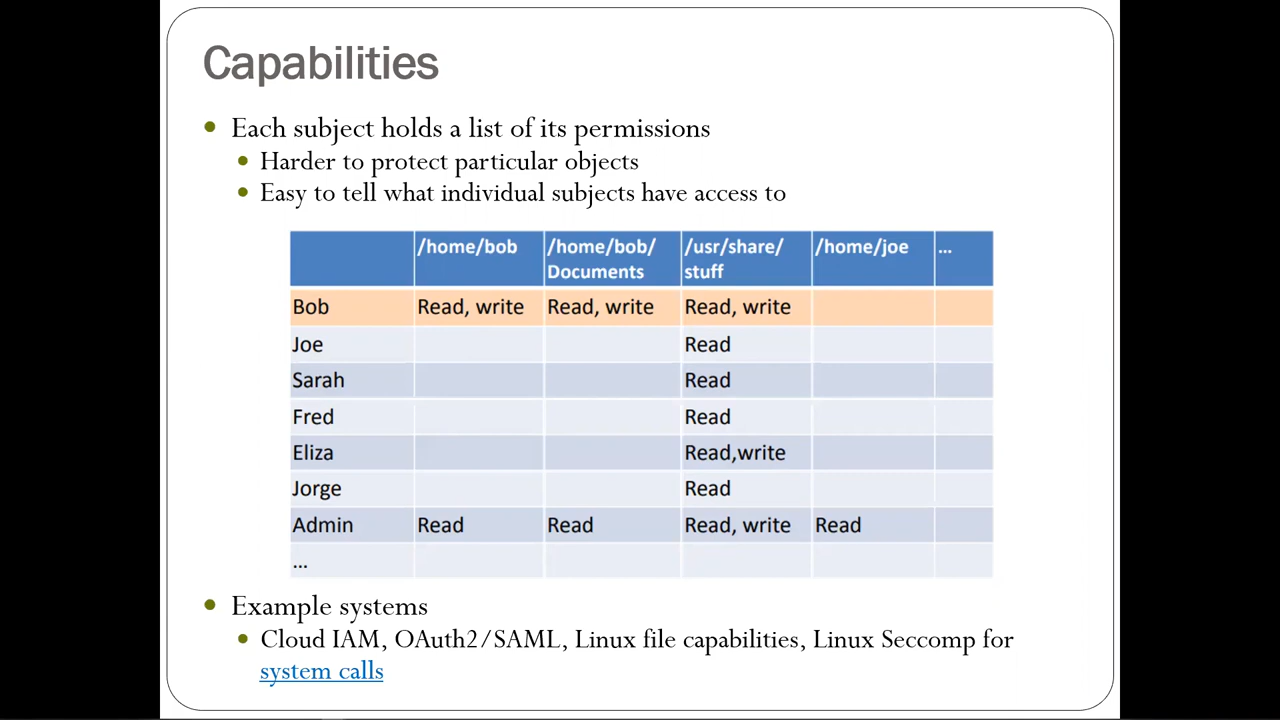 Capabilities
Each subject holds a list of its permissions
Harder to protect particular objects
Easy to tell what individual subjects have access to
/home/bob /home/bob/ /usr/share/ /home/joe ...
Documents stuff
Bob Read, write Read, write Read, write
Joe Read
Sarah Read
Fred Read
Eliza Read,write
Jorge Read
Admin Read Read Read, write Read
...
Example systems
Cloud IAM, OAuth2/SAML, Linux file capabilities, Linux Seccomp for
system calls